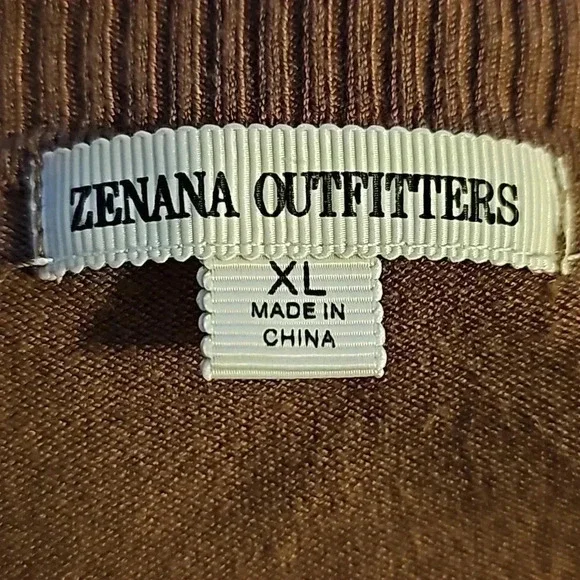 ZENANA OUTFITTERS
XL
MADE IN
CHINA